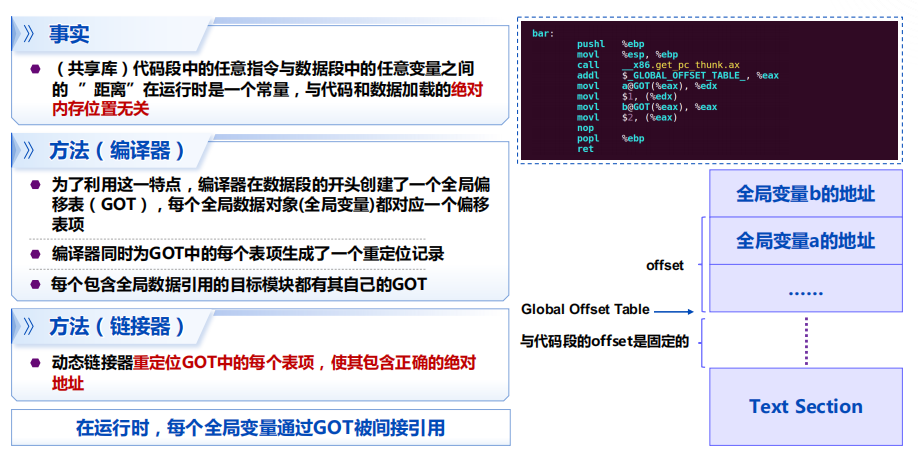 》 事实
（共享库）代码段中的任意指令与数据段中的任意变量之间
的 ” 距离”在运行时是一个常量，与代码和数据加载的绝对
内存位置无关
》 方法（编译器）
为了利用这一特点，编译器在数据段的开头创建了一个全局偏
移表（GOT），每个全局数据对象(全局变量)都对应一个偏移
表项
编译器同时为GOT中的每个表项生成了一个重定位记录
每个包含全局数据引用的目标模块都有其自己的GOT
》 方法（链接器）
动态链接器重定位GOT中的每个表项，使其包含正确的绝对
地址
在运行时，每个全局变量通过GOT被间接引用
bar:
pushl %ebp
movl %esp, %ebp
call __x86.get_pc_thunk.ax
addl $_GLOBAL_OFFSET_TABLE_, %eax
movl a@GOT(%eax), %edx
movl $1, (%edx)
movl b@GOT(%eax), %eax
movl $2, (%eax)
nop
popl %ebp
ret
全局变量b的地址
全局变量a的地址
offset
……
Global Offset Table
与代码段的offset是固定的
Text Section